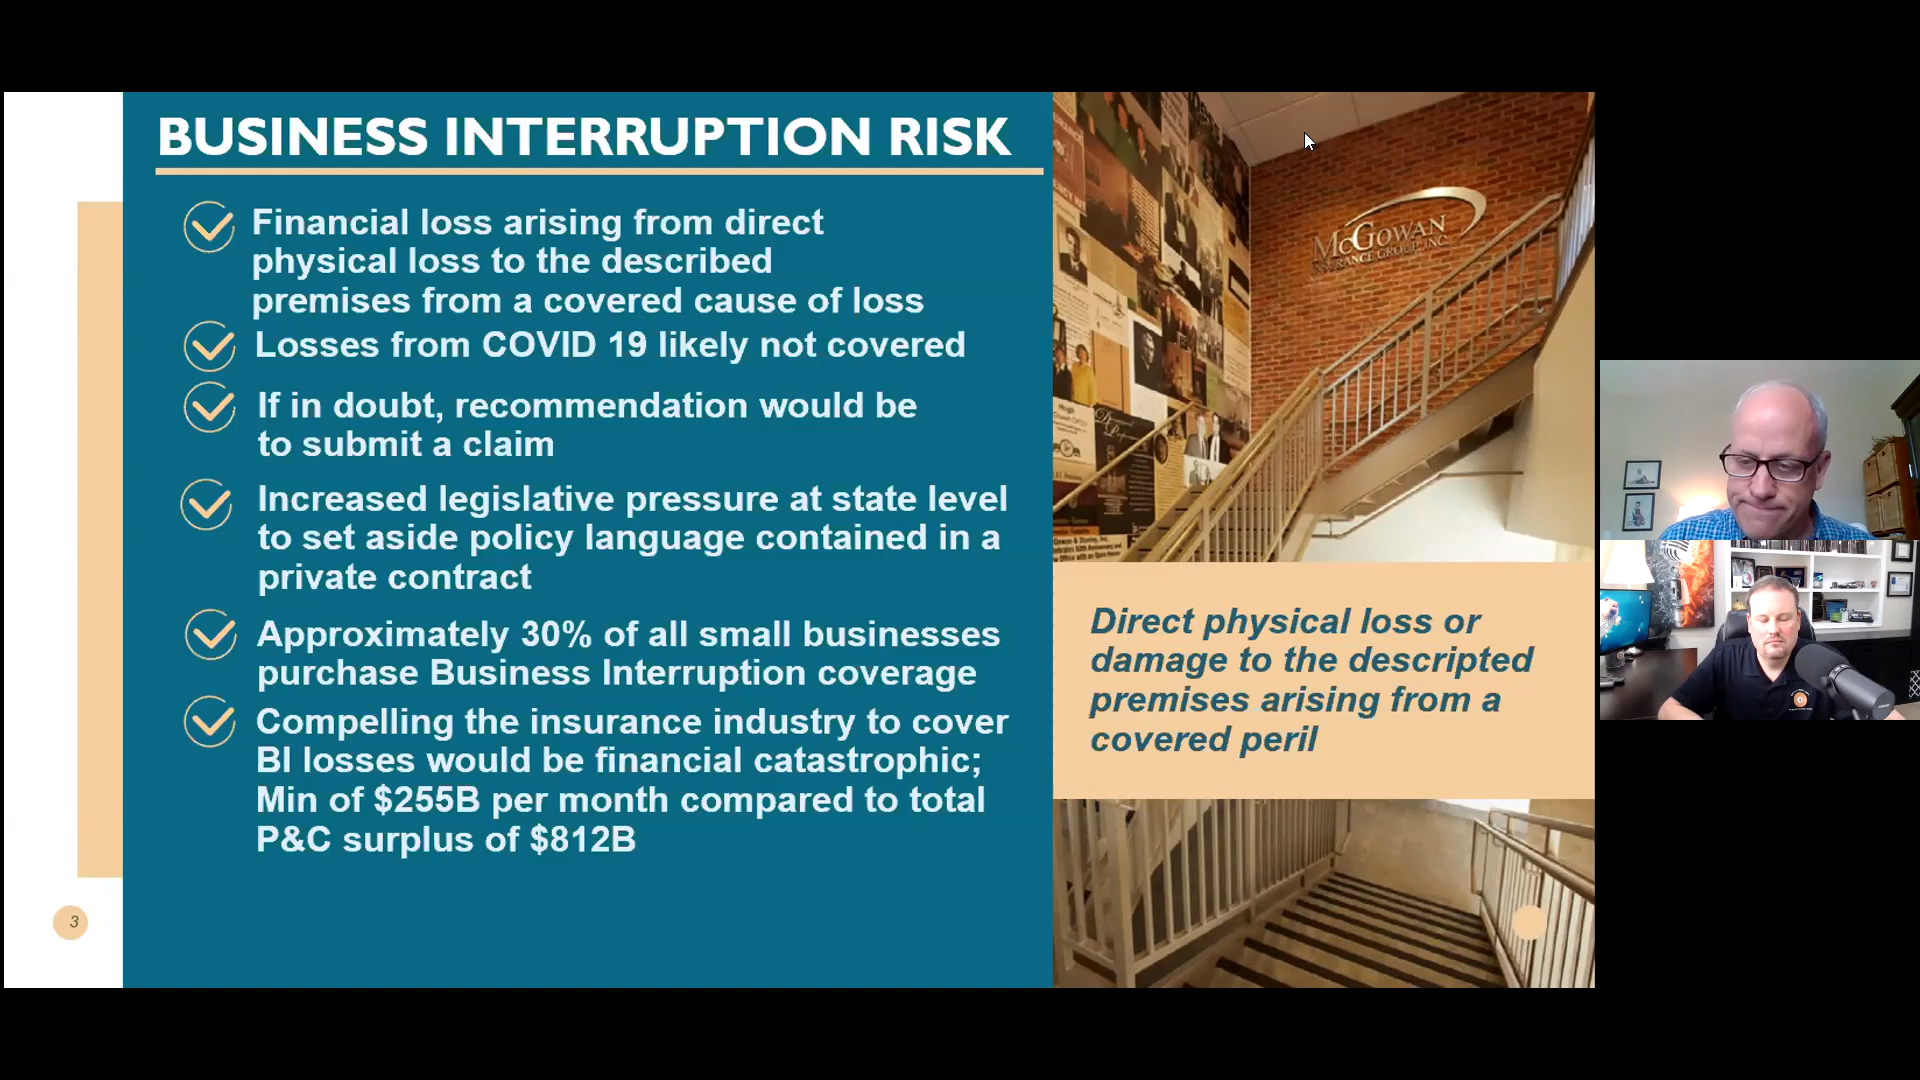 BUSINESS INTERRUPTION RISK
Financial loss arising from direct
physical loss to the described
premises from a covered cause of loss
Losses from COVID 19 likely not covered
If in doubt, recommendation would be
to submit a claim
Increased legislative pressure at state level
to set aside policy language contained in a
private contract
Approximately 30% of all small businesses
purchase Business Interruption coverage
Compelling the insurance industry to cover
BI losses would be financial catastrophic;
Min of $255B per month compared to total
P&C surplus of $812B
3
McGOWAN
INSURANCE GROUP, INC.
Direct physical loss or
damage to the descripted
premises arising from a
covered peril